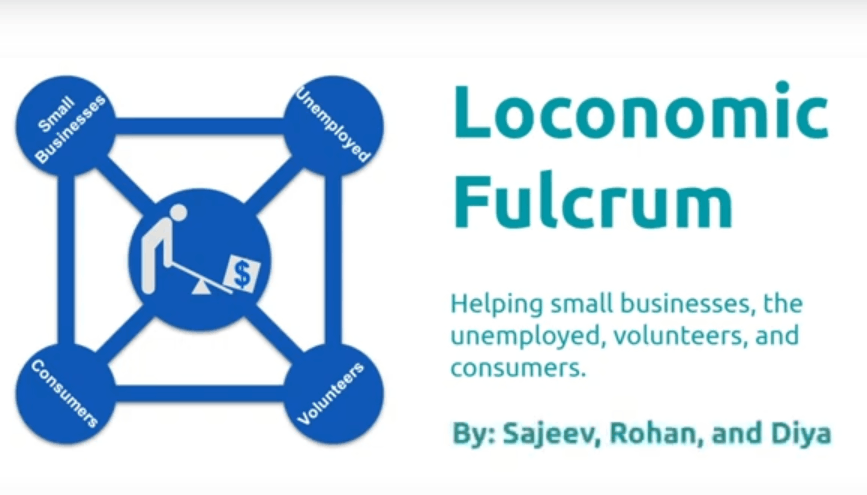 Small
Businesses
Unemployed
$
Consumers
Volunteers
Loconomic
Fulcrum
Helping small businesses, the
unemployed, volunteers, and
consumers.
By: Sajeev, Rohan, and Diya